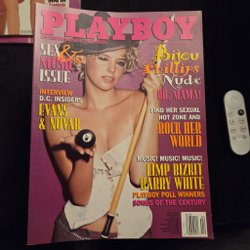 PLAYBOY
SEX &
MUSIC
ISSUE
INTERVIEW
D.C. INSIDERS
EVANS
& NOVAK
Bijou
Phillips
Nude
OH, MAMA!
FIND HER SEXUAL
HOT ZONE AND
ROCK HER
WORLD
MUSIC! MUSIC! MUSIC!
LIMP BIZKIT
BARRY WHITE
PLAYBOY POLL WINNERS
SONGS OF THE CENTURY